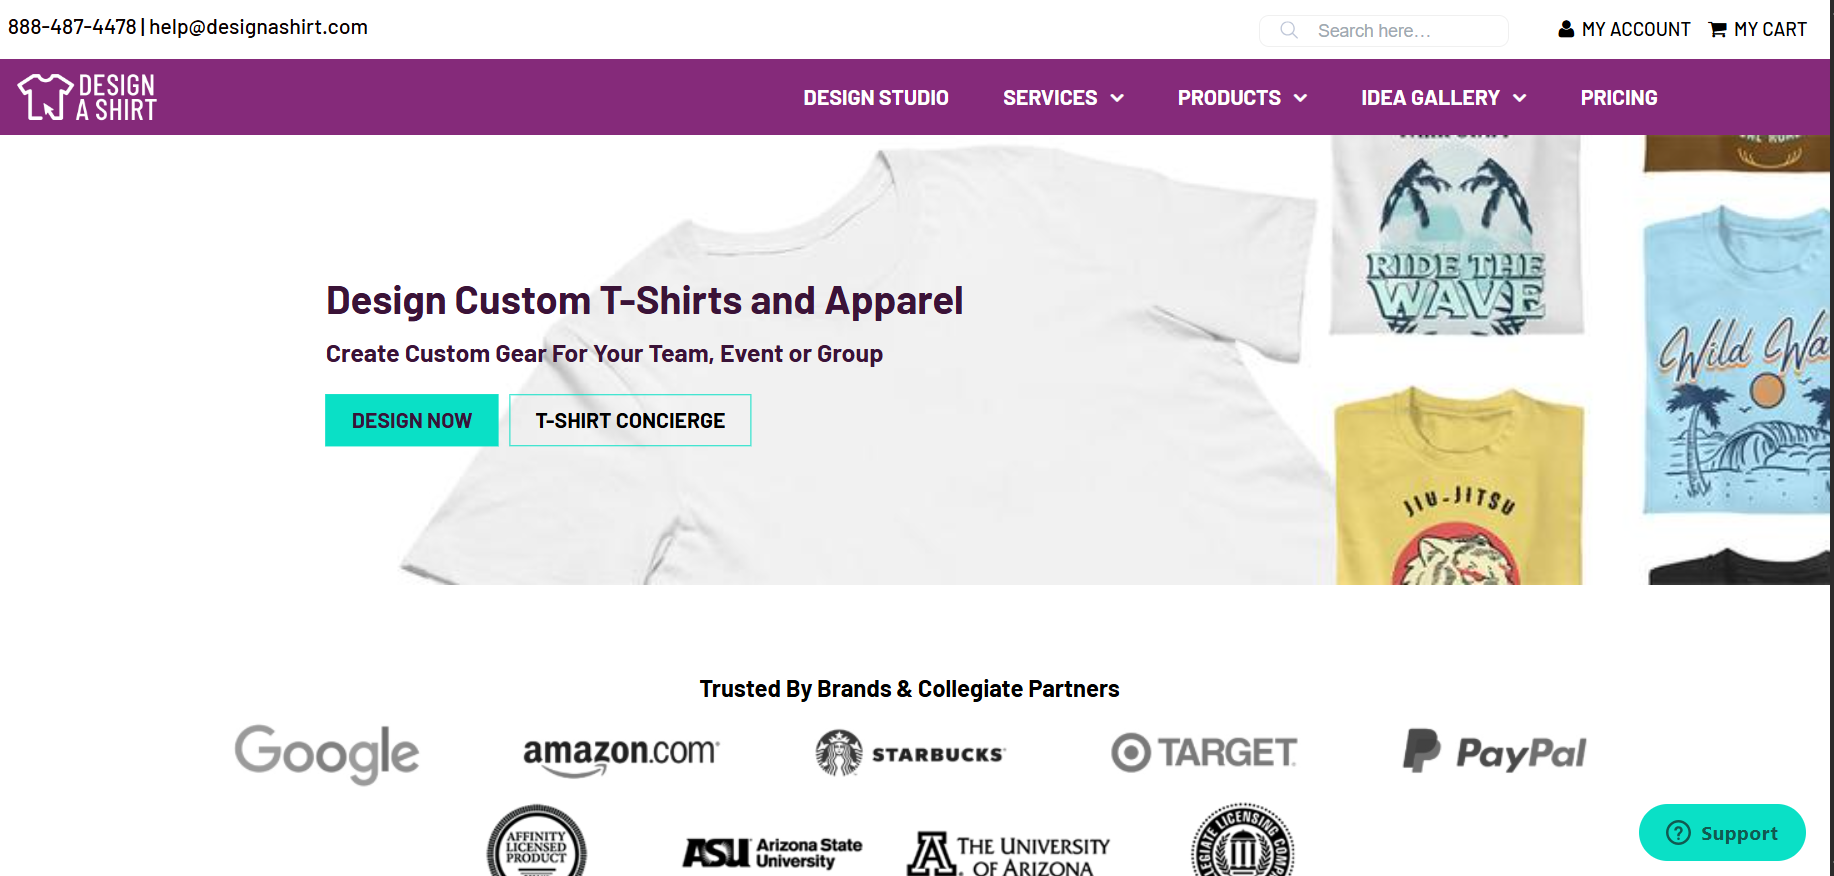 888-487-4478 | help@designashirt.com
Search here...
MY ACCOUNT
MY CART
DESIGN
A SHIRT
DESIGN STUDIO
SERVICES
PRODUCTS
IDEA GALLERY
PRICING
RIDE THE
WAVE
Wild Wa
JIU-JITSU
Design Custom T-Shirts and Apparel
Create Custom Gear For Your Team, Event or Group
DESIGN NOW
T-SHIRT CONCIERGE
Trusted By Brands & Collegiate Partners
Google
amazon.com
STARBUCKS
TARGET
PayPal
AFFINITY
LICENSED
PRODUCT
ASU
Arizona State
University
A
THE UNIVERSITY
OF ARIZONA
LICENSING
? Support